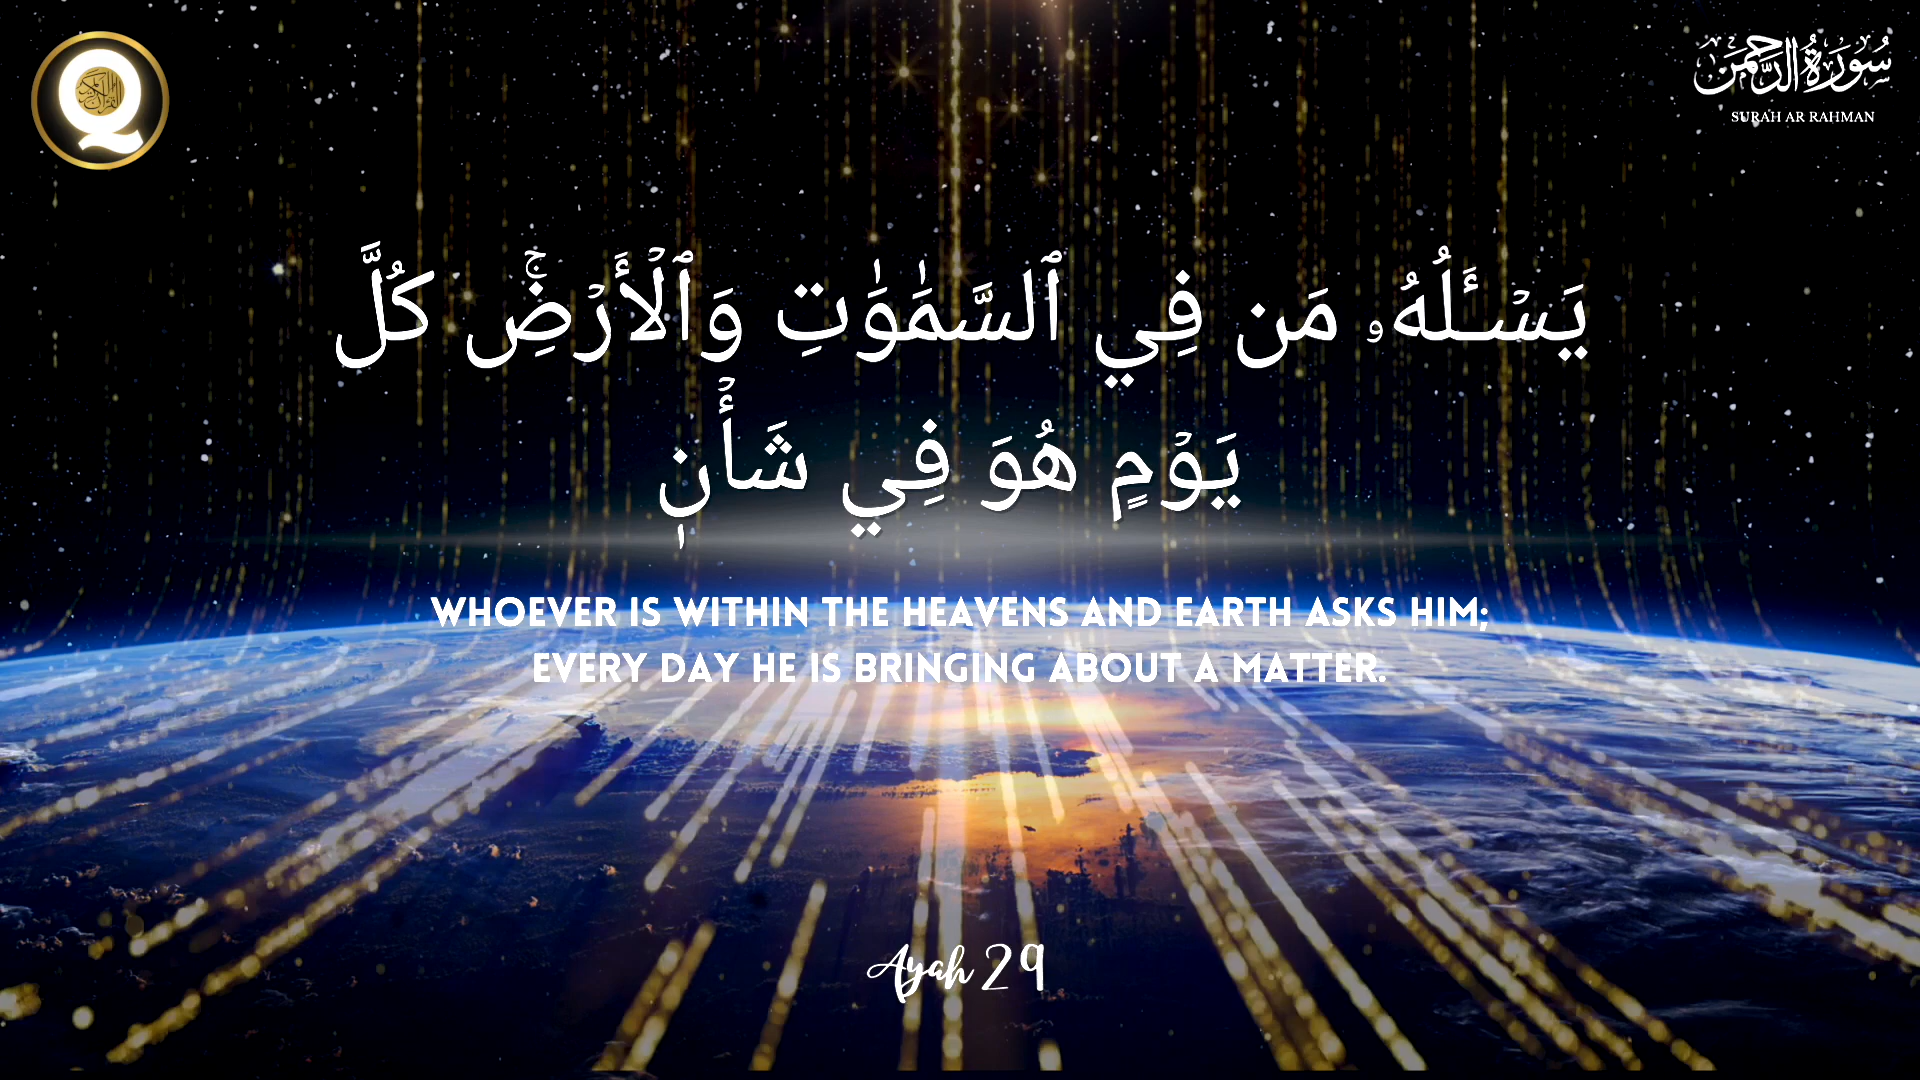 سُورَةُ الرَّحْمَن
SURAH AR RAHMAN
يَسْـَٔلُهُۥ مَن فِي ٱلسَّمَٰوَٰتِ وَٱلْأَرْضِۚ كُلَّ
يَوْمٍ هُوَ فِي شَأْنٖ
WHOEVER IS WITHIN THE HEAVENS AND EARTH ASKS HIM;
EVERY DAY HE IS BRINGING ABOUT A MATTER.
Ayah 29